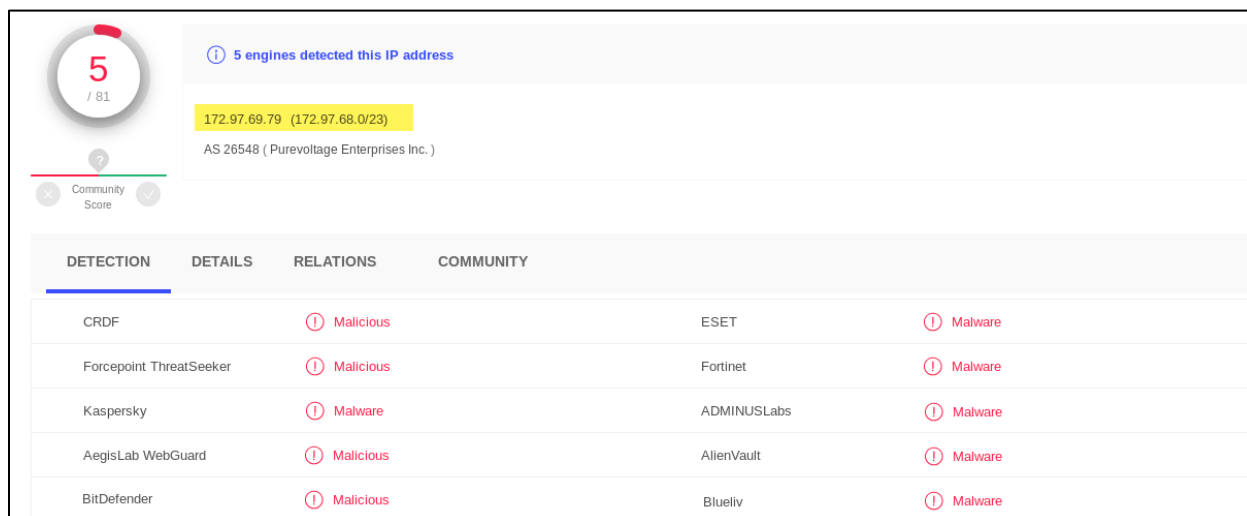 5
/ 81
5 engines detected this IP address
172.97.69.79 (172.97.68.0/23)
AS 26548 ( Purevoltage Enterprises Inc. )
?
Community
Score
DETECTION DETAILS RELATIONS COMMUNITY
CRDF Malicious ESET Malware
Forcepoint ThreatSeeker Malicious Fortinet Malware
Kaspersky Malware ADMINUSLabs Malware
AegisLab WebGuard Malicious AlienVault Malware
BitDefender Malicious Blueliv Malware